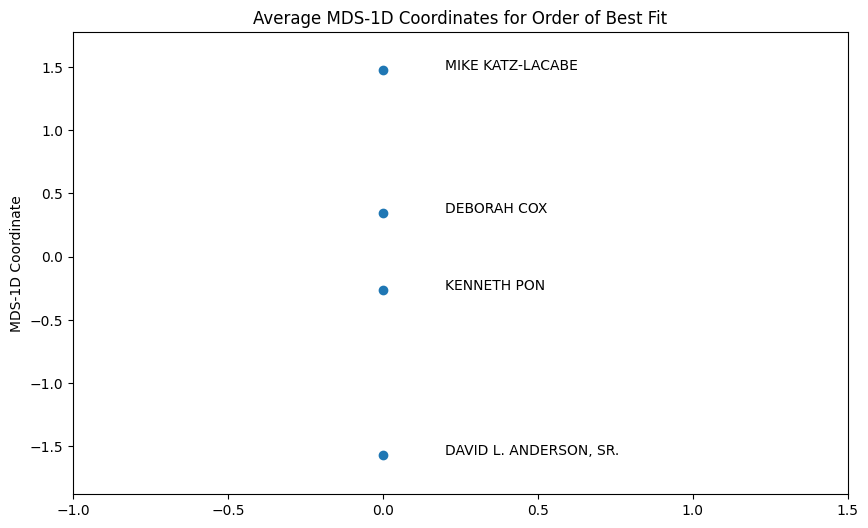 Average MDS-1D Coordinates for Order of Best Fit
MDS-1D Coordinate
1.5
1.0
0.5
0.0
−0.5
−1.0
−1.5
MIKE KATZ-LACABE
DEBORAH COX
KENNETH PON
DAVID L. ANDERSON, SR.
−1.0 −0.5 0.0 0.5 1.0 1.5